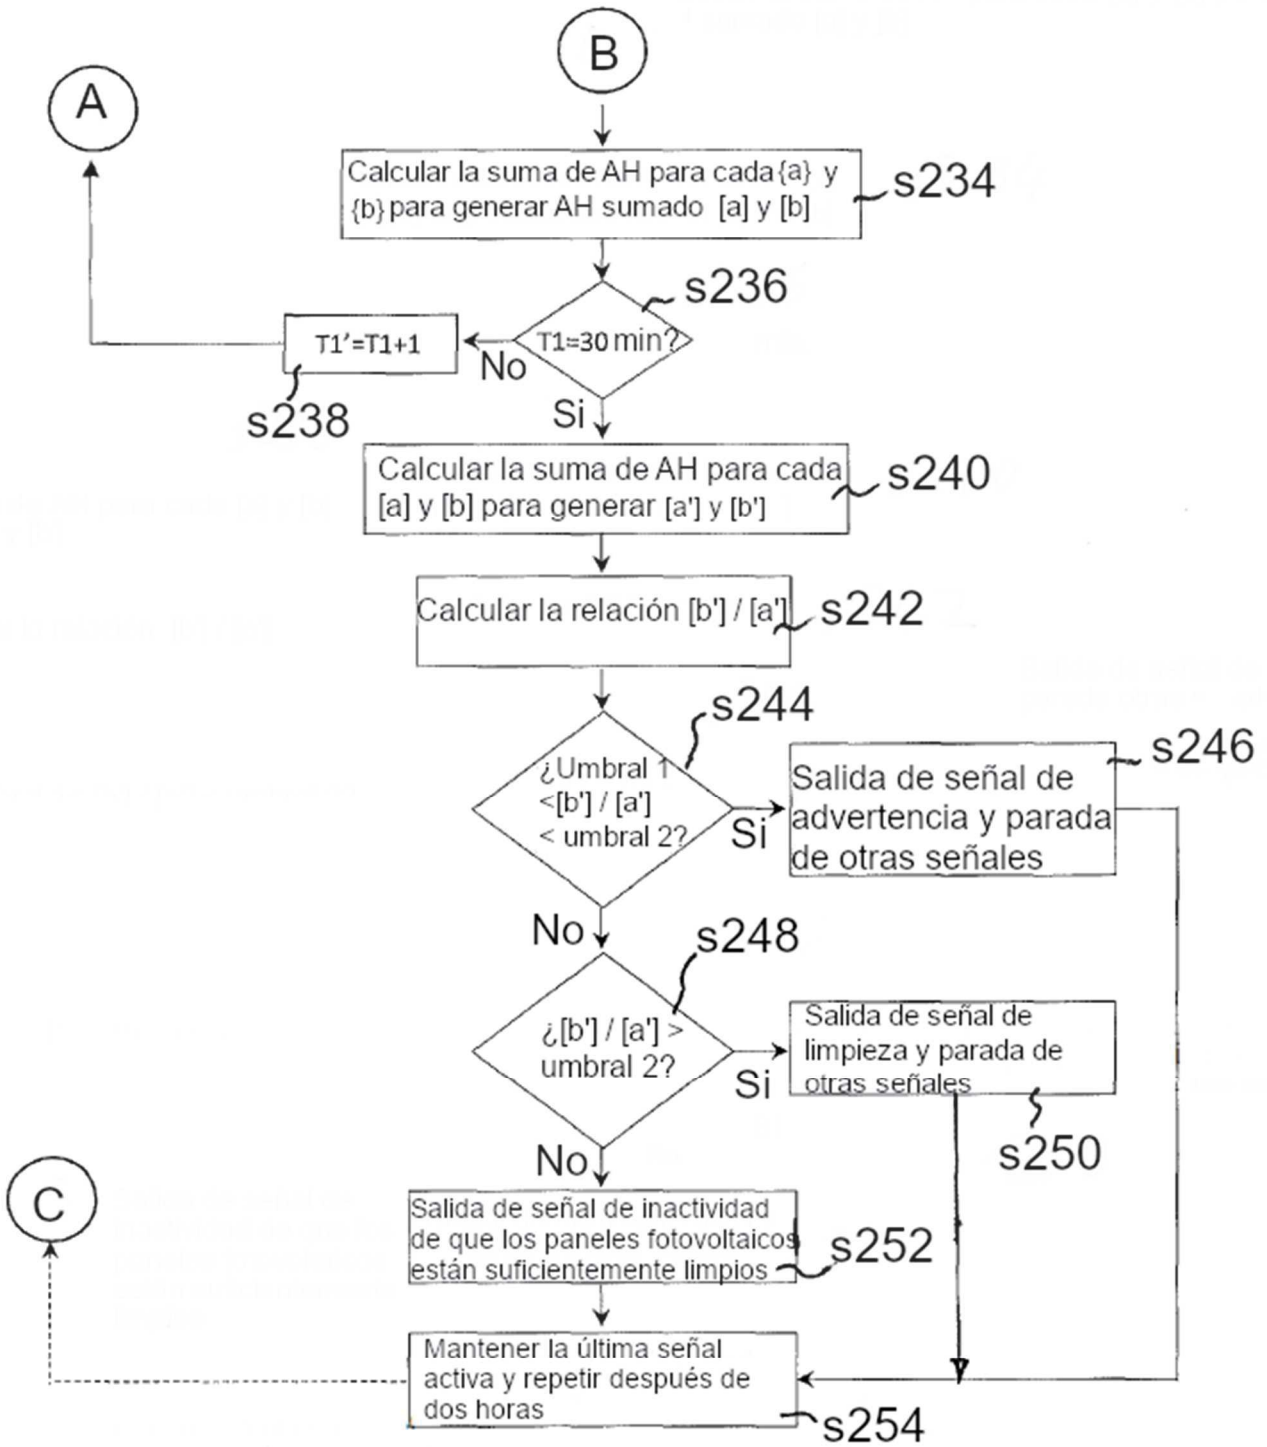 B
A
Calcular la suma de AH para cada {a} y
{b} para generar AH sumado [a] y [b]
s234
s236
T1=30 min?
No
T1'=T1+1
s238
Si
Calcular la suma de AH para cada
[a] y [b] para generar [a'] y [b']
s240
Calcular la relación [b'] / [a']
s242
s244
¿Umbral 1
<[b'] / [a']
< umbral 2?
Si
s246
Salida de señal de
advertencia y parada
de otras señales
No
s248
¿[b'] / [a'] >
umbral 2?
Si
Salida de señal de
limpieza y parada de
otras señales
s250
No
C
Salida de señal de inactividad
de que los paneles fotovoltaicos
están suficientemente limpios
s252
Mantener la última señal
activa y repetir después de
dos horas
s254